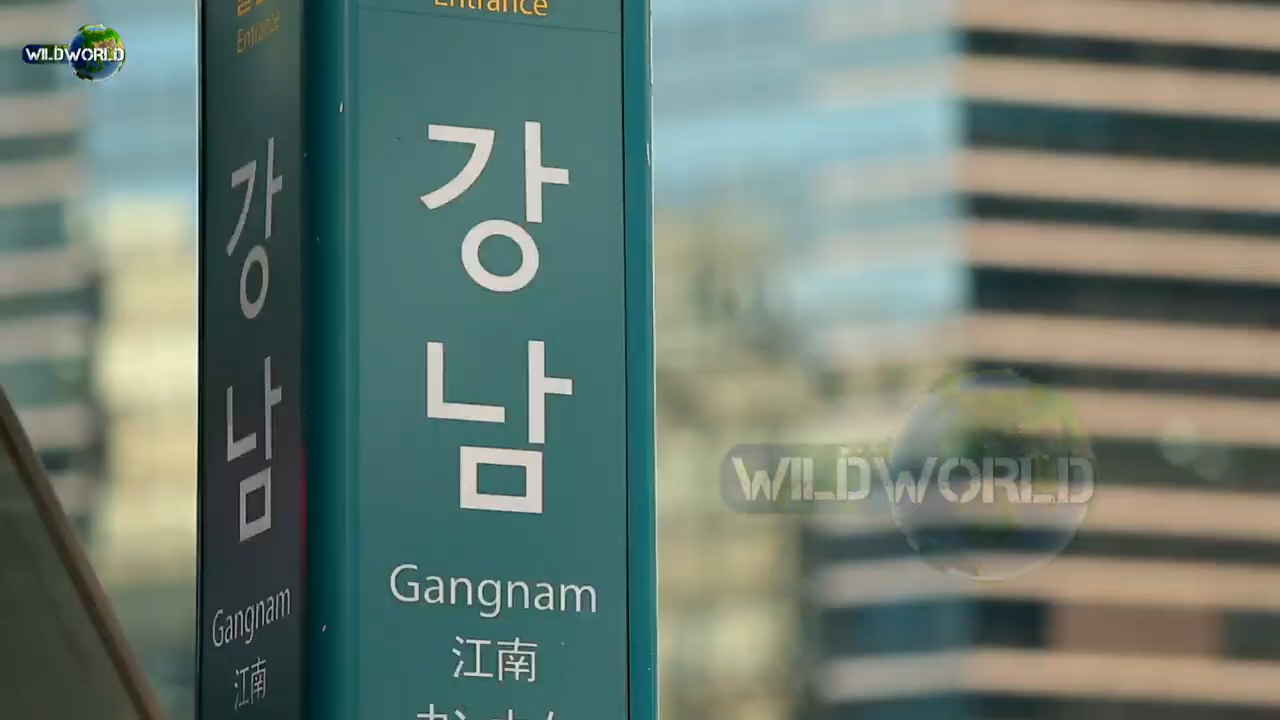 WILDWORLD
Entrance
Entrance
강남
Gangnam
江南
강남
Gangnam
江南
WILDWORLD